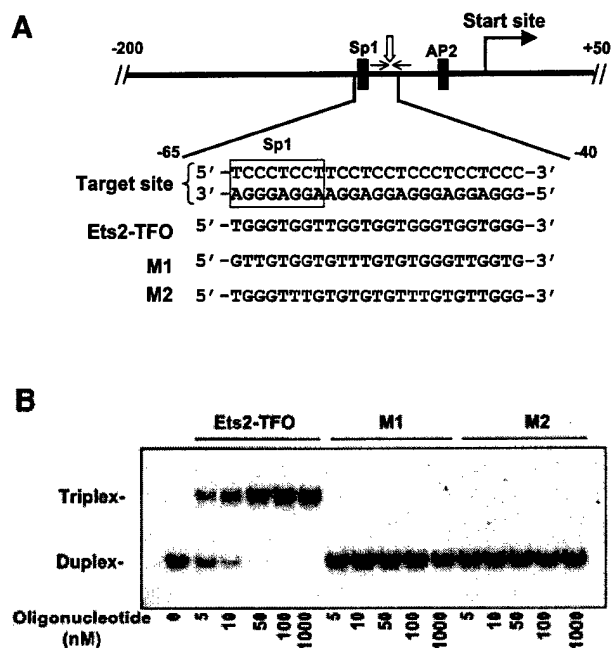 A
Start site
-200
Sp1
AP2
+50
-65
-40
Sp1
Target site
5' -TCCCTCCTTCCTCCTCCCTCCTCCC-3'
3' -AGGGAGGAAGGAGGAGGGAGGAGGG-5'
Ets2-TFO 5' -TGGGTGGTTGGTGGTGGGTGGTGGG-3'
M1 5' -GTTGTGGTGTTTGTGTGGGTTGGTG-3'
M2 5' -TGGGTTTGTGTGTGTTTGTGTTGGG-3'
B
Ets2-TFO M1 M2
Triplex-
Duplex-
Oligonucleotide (nM) 0 5 10 50 100 1000 5 10 50 100 1000 5 10 50 100 1000